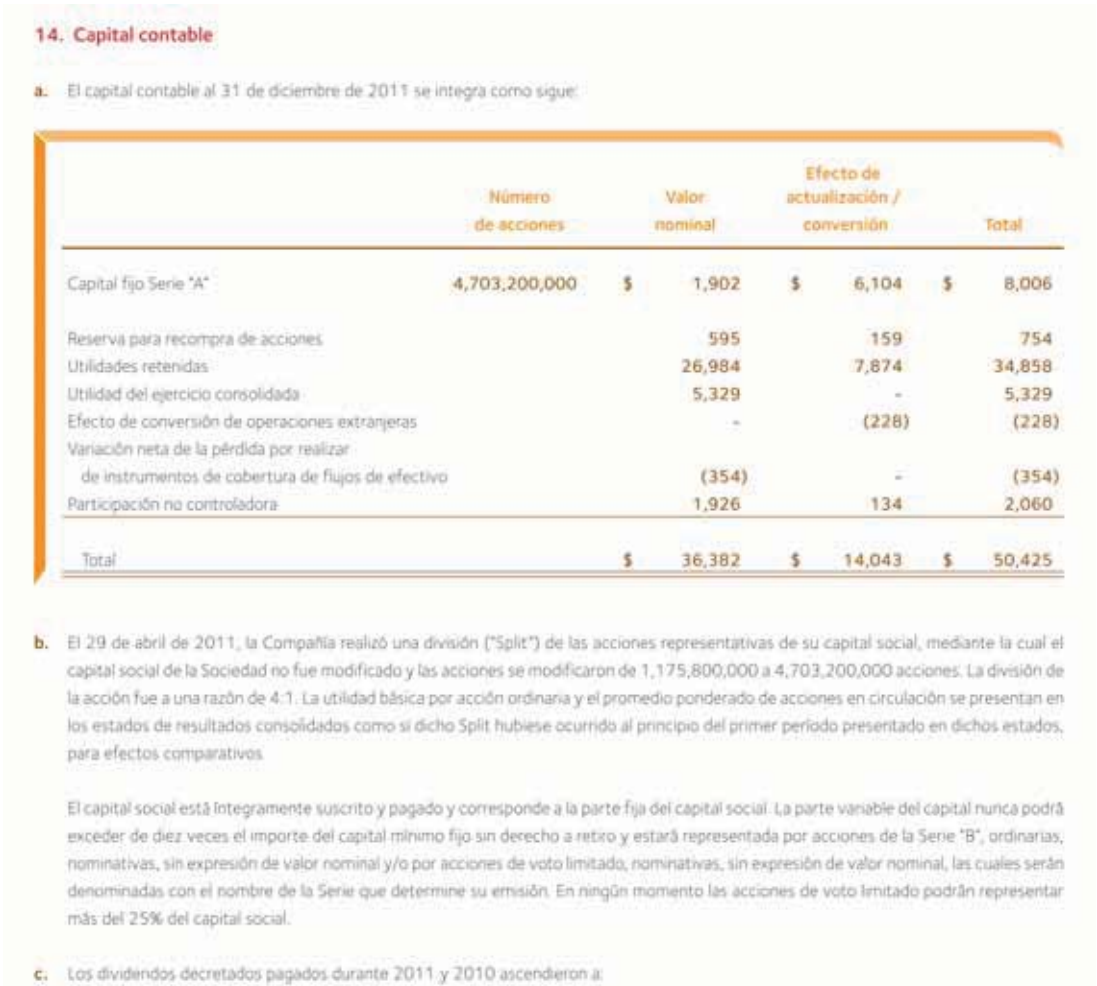 14. Capital contable
a. El capital contable al 31 de diciembre de 2011 se integra como sigue:
Efecto de
Número Valor actualización /
de acciones nominal conversión Total
Capital fijo Serie "A" 4,703,200,000 $ 1,902 $ 6,104 $ 8,006
Reserva para recompra de acciones 595 159 754
Utilidades retenidas 26,984 7,874 34,858
Utilidad del ejercicio consolidada 5,329 - 5,329
Efecto de conversión de operaciones extranjeras - (228) (228)
Variación neta de la pérdida por realizar
de instrumentos de cobertura de flujos de efectivo (354) - (354)
Participación no controladora 1,926 134 2,060
Total $ 36,382 $ 14,043 $ 50,425
b. El 29 de abril de 2011, la Compañía realizó una división ("Split") de las acciones representativas de su capital social, mediante la cual el
capital social de la Sociedad no fue modificado y las acciones se modificaron de 1,175,800,000 a 4,703,200,000 acciones. La división de
la acción fue a una razón de 4:1. La utilidad básica por acción ordinaria y el promedio ponderado de acciones en circulación se presentan en
los estados de resultados consolidados como si dicho Split hubiese ocurrido al principio del primer período presentado en dichos estados,
para efectos comparativos.
El capital social está íntegramente suscrito y pagado y corresponde a la parte fija del capital social. La parte variable del capital nunca podrá
exceder de diez veces el importe del capital mínimo fijo sin derecho a retiro y estará representada por acciones de la Serie "B", ordinarias,
nominativas, sin expresión de valor nominal y/o por acciones de voto limitado, nominativas, sin expresión de valor nominal, las cuales serán
denominadas con el nombre de la Serie que determine su emisión. En ningún momento las acciones de voto limitado podrán representar
más del 25% del capital social.
c. Los dividendos decretados pagados durante 2011 y 2010 ascendieron a: